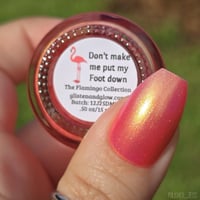 Don't make
me put my
Foot down
The Flamingo Collection
glistenandglow.com
.50 oz/15